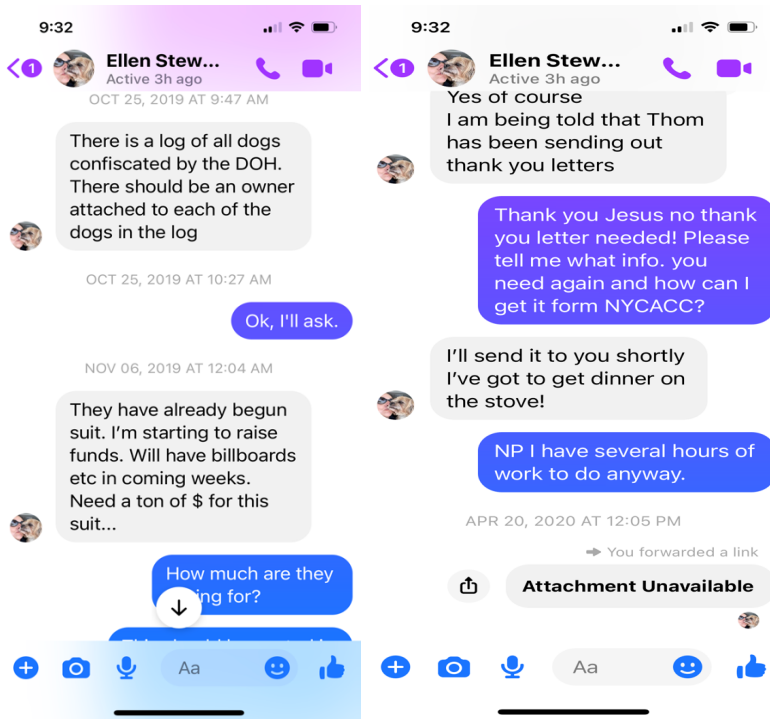 9:32
1
Ellen Stew...
Active 3h ago
OCT 25, 2019 AT 9:47 AM
There is a log of all dogs
confiscated by the DOH.
There should be an owner
attached to each of the
dogs in the log
OCT 25, 2019 AT 10:27 AM
Ok, I'll ask.
NOV 06, 2019 AT 12:04 AM
They have already begun
suit. I'm starting to raise
funds. Will have billboards
etc in coming weeks.
Need a ton of $ for this
suit...
How much are they
ing for?
Aa
9:32
1
Ellen Stew...
Active 3h ago
Yes of course
I am being told that Thom
has been sending out
thank you letters
Thank you Jesus no thank
you letter needed! Please
tell me what info. you
need again and how can I
get it form NYCACC?
I'll send it to you shortly
I've got to get dinner on
the stove!
NP I have several hours of
work to do anyway.
APR 20, 2020 AT 12:05 PM
You forwarded a link
Attachment Unavailable
Aa